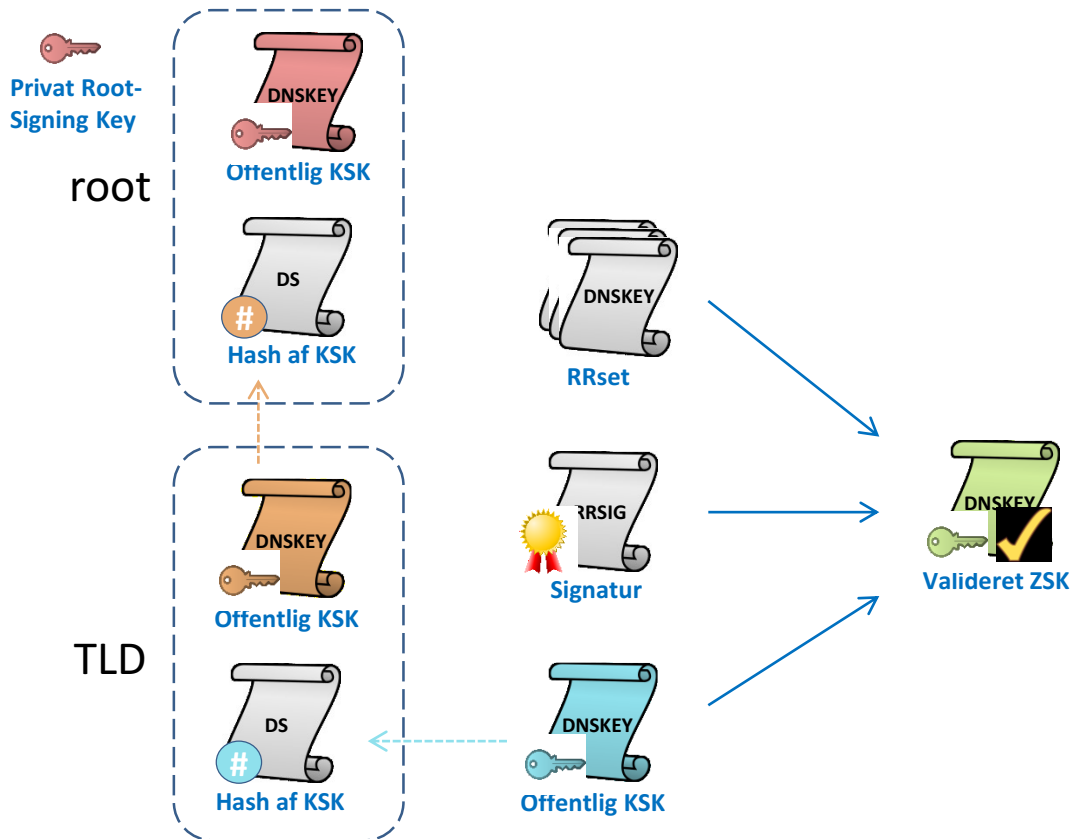 Privat Root-
Signing Key
root
DNSKEY
Offentlig KSK
DS
#
Hash af KSK
DNSKEY
RRset
TLD
DNSKEY
Offentlig KSK
DS
#
Hash af KSK
RRSIG
Signatur
DNSKEY
Offentlig KSK
DNSKEY
Valideret ZSK